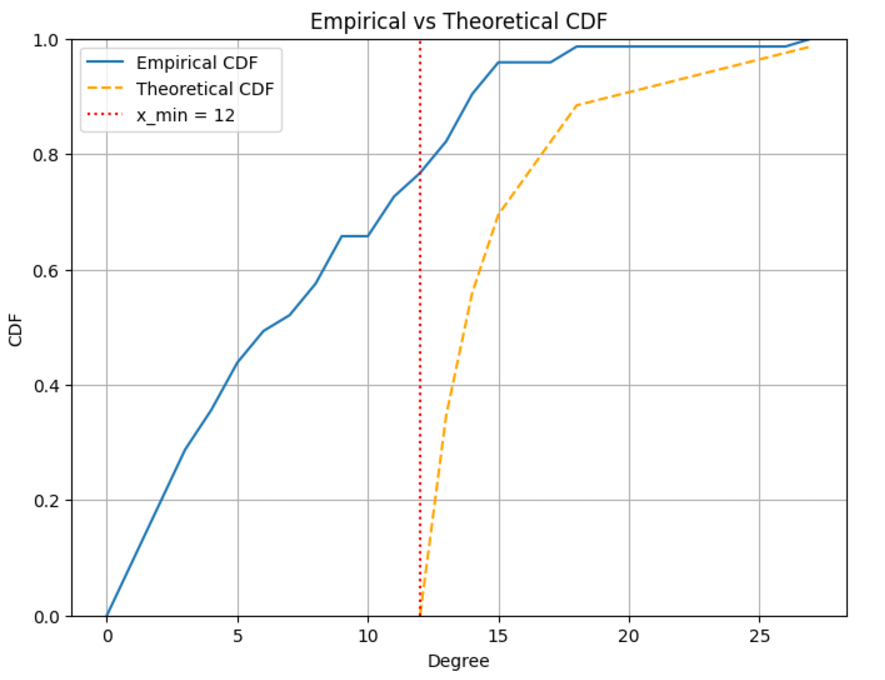 Empirical vs Theoretical CDF
Empirical CDF
Theoretical CDF
x_min = 12
1.0
0.8
0.6
0.4
0.2
0.0
CDF
0 5 10 15 20 25
Degree